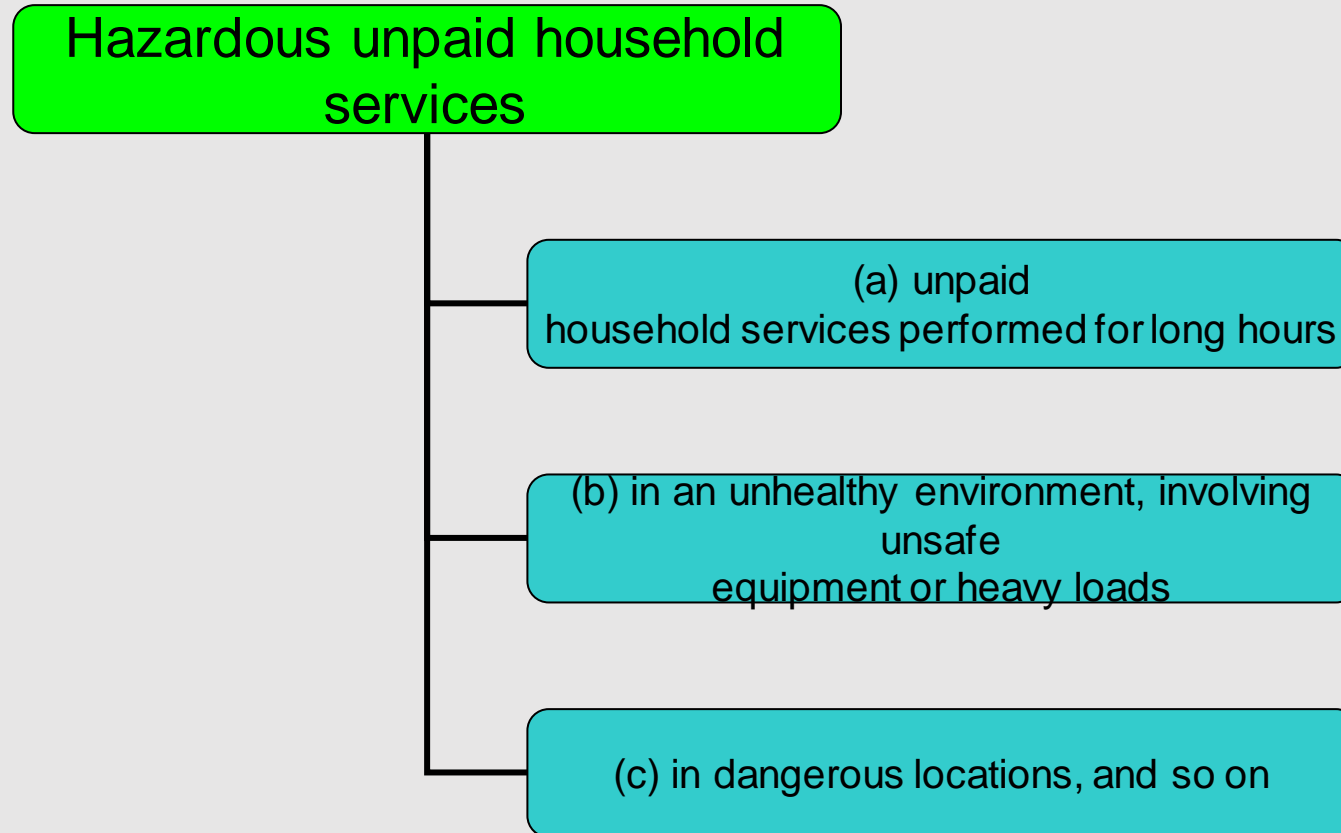 Hazardous unpaid household
services
(a) unpaid
household services performed for long hours
(b) in an unhealthy environment, involving
unsafe
equipment or heavy loads
(c) in dangerous locations, and so on